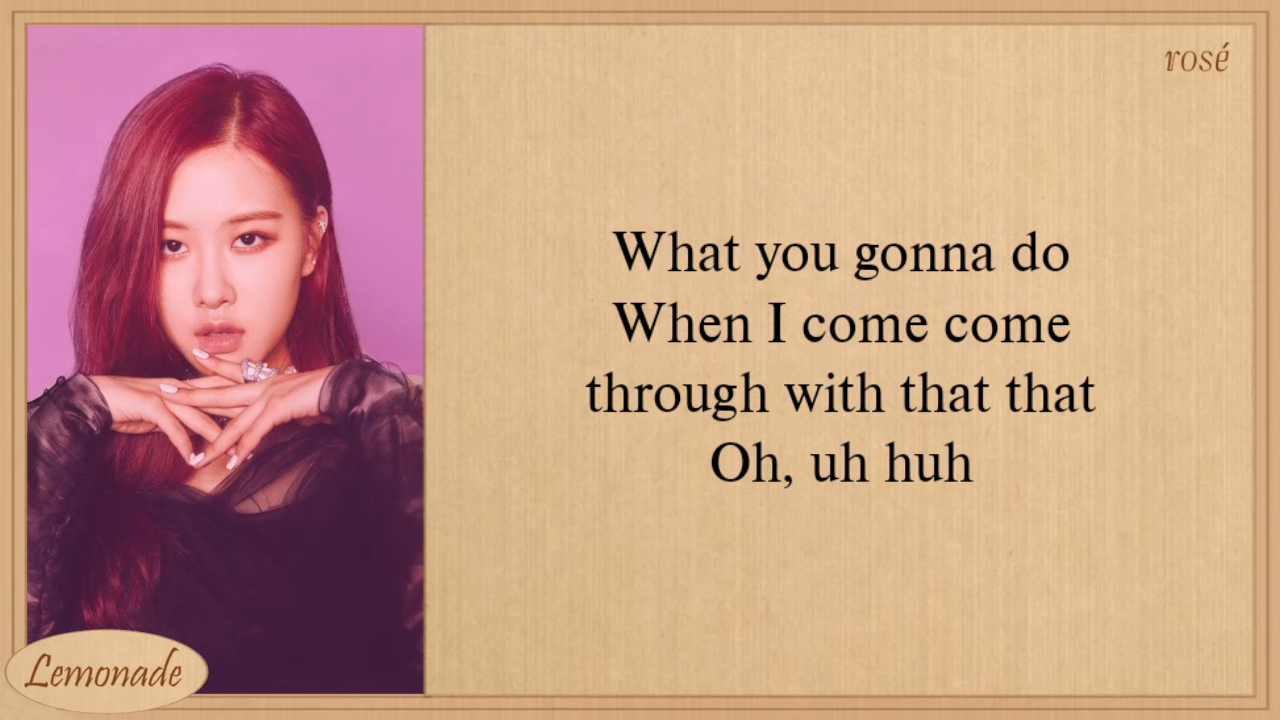 rosé
What you gonna do
When I come come
through with that that
Oh, uh huh
Lemonade